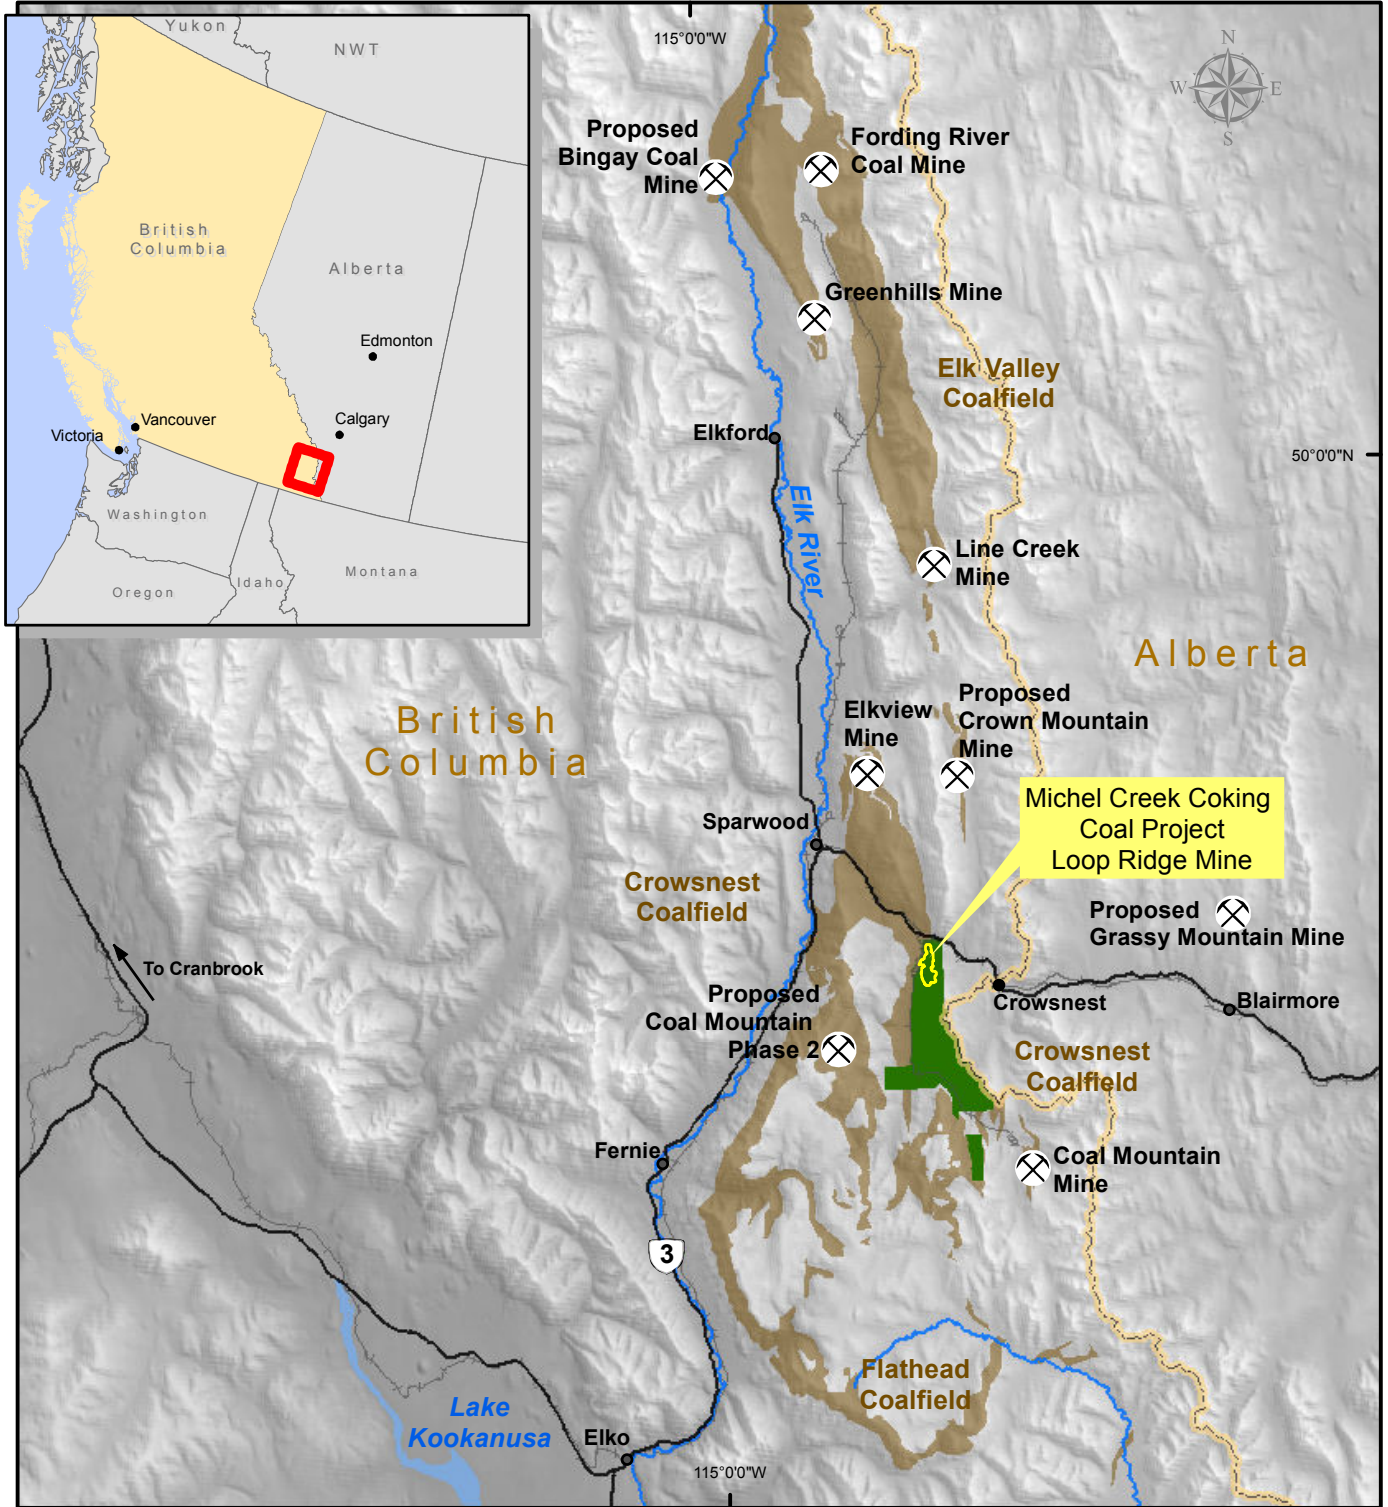 Yukon
NWT
British
Columbia
Alberta
Edmonton
Calgary
Vancouver
Victoria
Washington
Oregon
Idaho
Montana
115°0'0"W
N
W
E
S
Proposed
Bingay Coal
Mine
Fording River
Coal Mine
Greenhills Mine
Elk Valley
Coalfield
Elkford
50°0'0"N
Elk River
Line Creek
Mine
Alberta
British
Columbia
Elkview
Mine
Proposed
Crown Mountain
Mine
Michel Creek Coking
Coal Project
Loop Ridge Mine
Sparwood
Crowsnest
Coalfield
Proposed
Grassy Mountain Mine
To Cranbrook
Crowsnest
Blairmore
Proposed
Coal Mountain
Phase 2
Crowsnest
Coalfield
Fernie
Coal Mountain
Mine
3
Flathead
Coalfield
Lake
Kookanusa
Elko
115°0'0"W